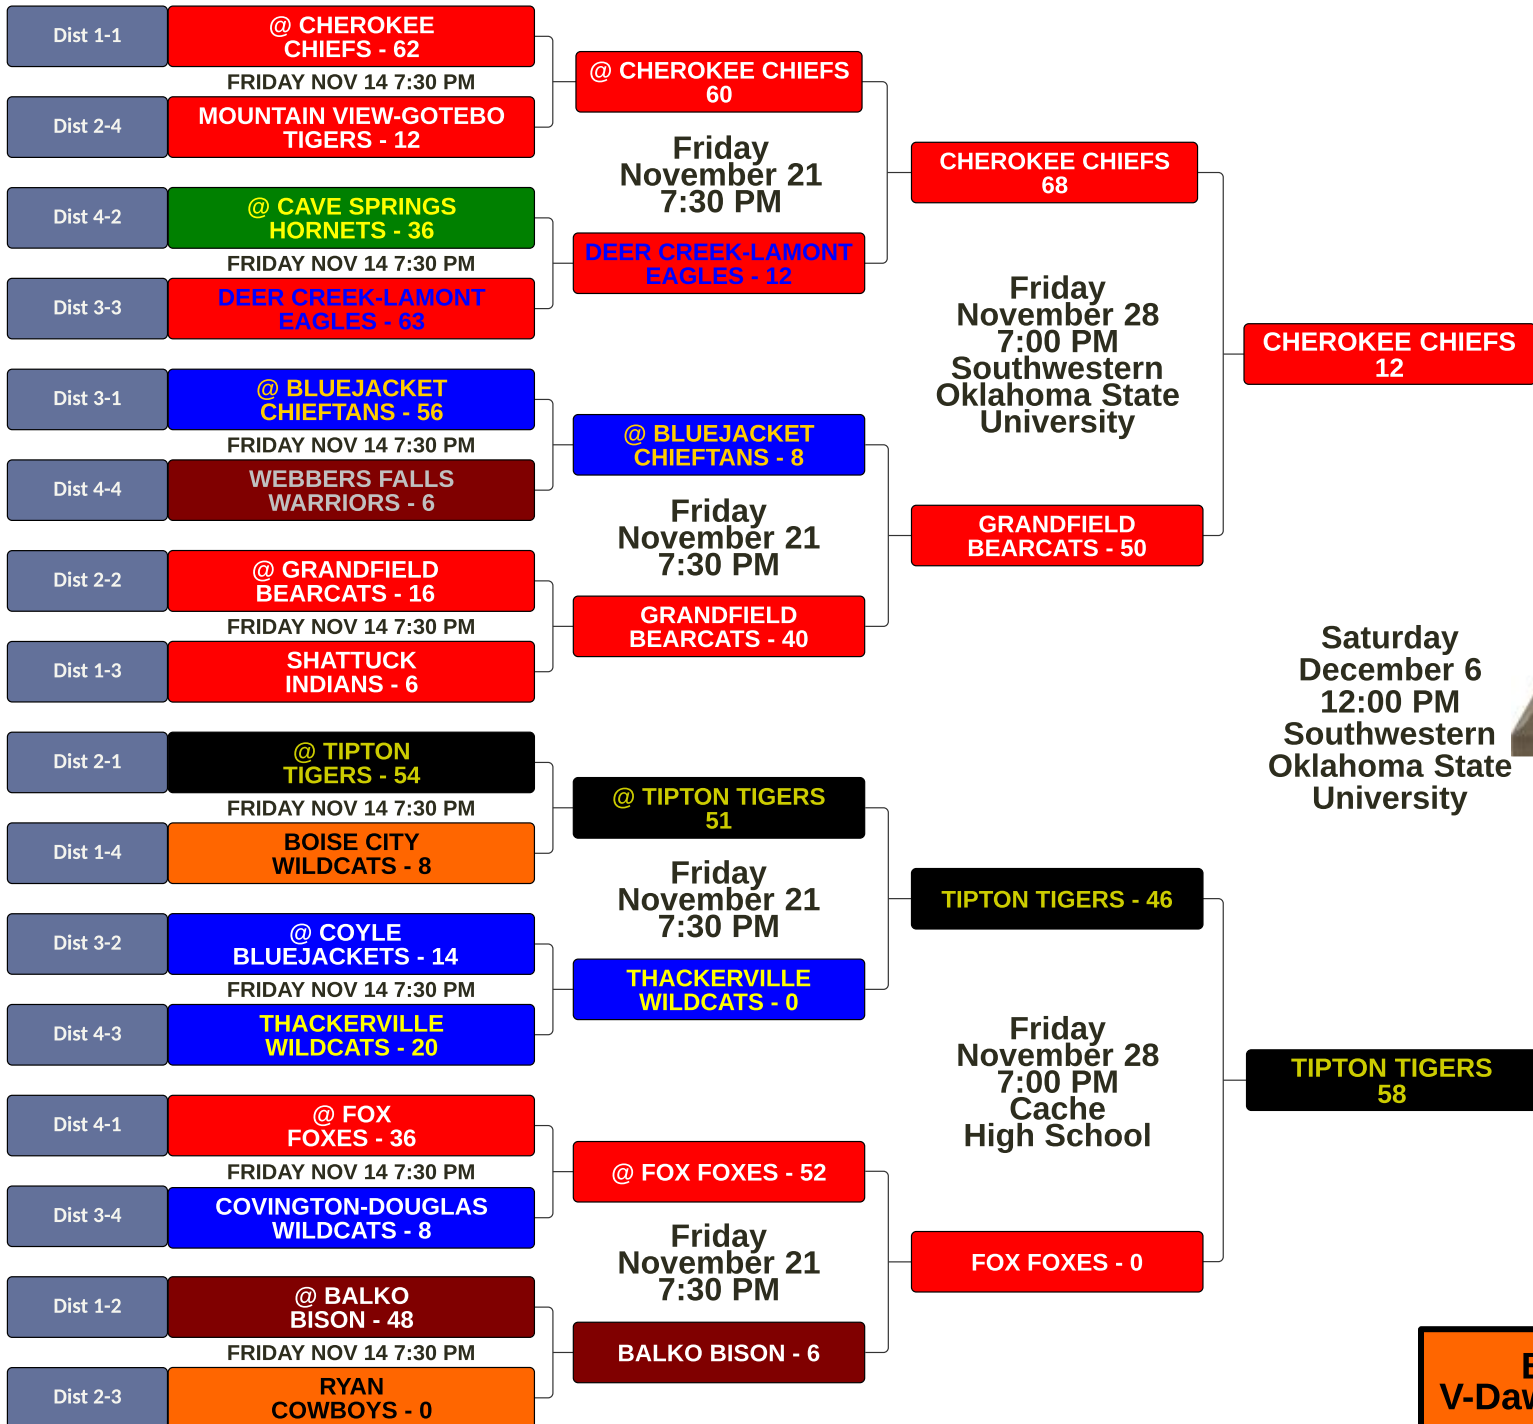 Dist 1-1
@ CHEROKEE
CHIEFS - 62
FRIDAY NOV 14 7:30 PM
Dist 2-4
MOUNTAIN VIEW-GOTEBO
TIGERS - 12
Dist 4-2
@ CAVE SPRINGS
HORNETS - 36
FRIDAY NOV 14 7:30 PM
Dist 3-3
DEER CREEK-LAMONT
EAGLES - 63
Dist 3-1
@ BLUEJACKET
CHIEFTANS - 56
FRIDAY NOV 14 7:30 PM
Dist 4-4
WEBBERS FALLS
WARRIORS - 6
Dist 2-2
@ GRANDFIELD
BEARCATS - 16
FRIDAY NOV 14 7:30 PM
Dist 1-3
SHATTUCK
INDIANS - 6
Dist 2-1
@ TIPTON
TIGERS - 54
FRIDAY NOV 14 7:30 PM
Dist 1-4
BOISE CITY
WILDCATS - 8
Dist 3-2
@ COYLE
BLUEJACKETS - 14
FRIDAY NOV 14 7:30 PM
Dist 4-3
THACKERVILLE
WILDCATS - 20
Dist 4-1
@ FOX
FOXES - 36
FRIDAY NOV 14 7:30 PM
Dist 3-4
COVINGTON-DOUGLAS
WILDCATS - 8
Dist 1-2
@ BALKO
BISON - 48
FRIDAY NOV 14 7:30 PM
Dist 2-3
RYAN
COWBOYS - 0
@ CHEROKEE CHIEFS
60
Friday
November 21
7:30 PM
DEER CREEK-LAMONT
EAGLES - 12
@ BLUEJACKET
CHIEFTANS - 8
Friday
November 21
7:30 PM
GRANDFIELD
BEARCATS - 40
@ TIPTON TIGERS
51
Friday
November 21
7:30 PM
THACKERVILLE
WILDCATS - 0
@ FOX FOXES - 52
Friday
November 21
7:30 PM
BALKO BISON - 6
CHEROKEE CHIEFS
68
Friday
November 28
7:00 PM
Southwestern
Oklahoma State
University
GRANDFIELD
BEARCATS - 50
TIPTON TIGERS - 46
Friday
November 28
7:00 PM
Cache
High School
FOX FOXES - 0
CHEROKEE CHIEFS
12
Saturday
December 6
12:00 PM
Southwestern
Oklahoma State
University
TIPTON TIGERS
58